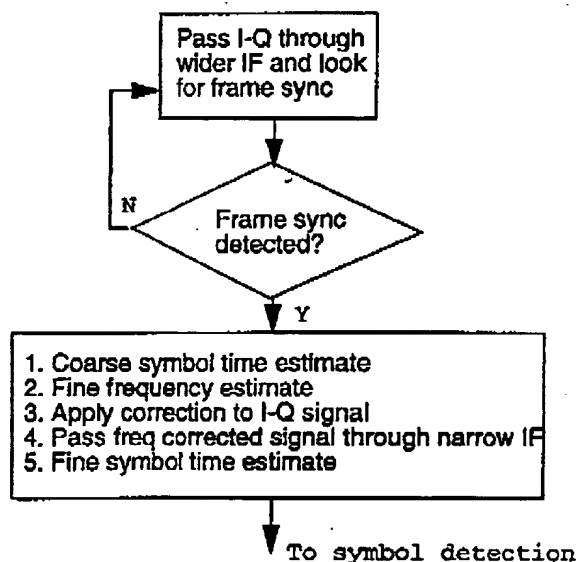 Pass I-Q through
wider IF and look
for frame sync
N
Frame sync
detected?
Y
1. Coarse symbol time estimate
2. Fine frequency estimate
3. Apply correction to I-Q signal
4. Pass freq corrected signal through narrow IF
5. Fine symbol time estimate
To symbol detection